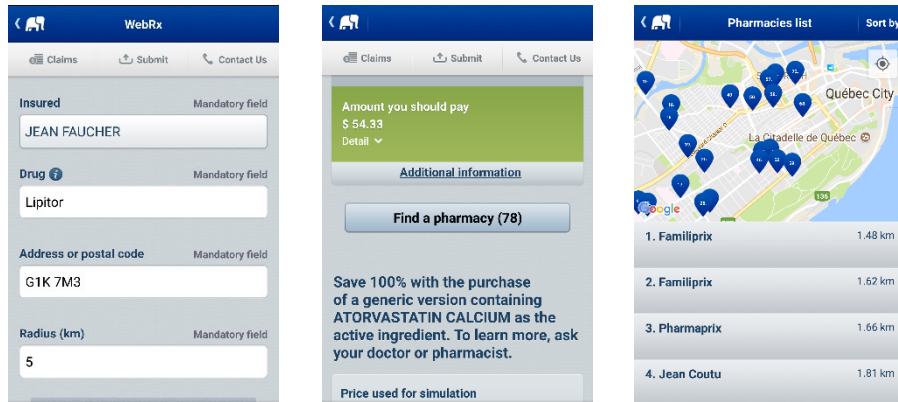 WebRx
Claims
Submit
Contact Us
Insured
Mandatory field
JEAN FAUCHER
Drug
Mandatory field
Lipitor
Address or postal code
Mandatory field
G1K 7M3
Radius (km)
Mandatory field
5
Claims
Submit
Contact Us
Amount you should pay
$ 54.33
Detail
Additional information
Find a pharmacy (78)
Save 100% with the purchase
of a generic version containing
ATORVASTATIN CALCIUM as the
active ingredient. To learn more, ask
your doctor or pharmacist.
Price used for simulation
Pharmacies list
Sort by
Québec City
La Citadelle de Québec
136
Google
1. Familiprix
1.48 km
2. Familiprix
1.62 km
3. Pharmaprix
1.66 km
4. Jean Coutu
1.81 km